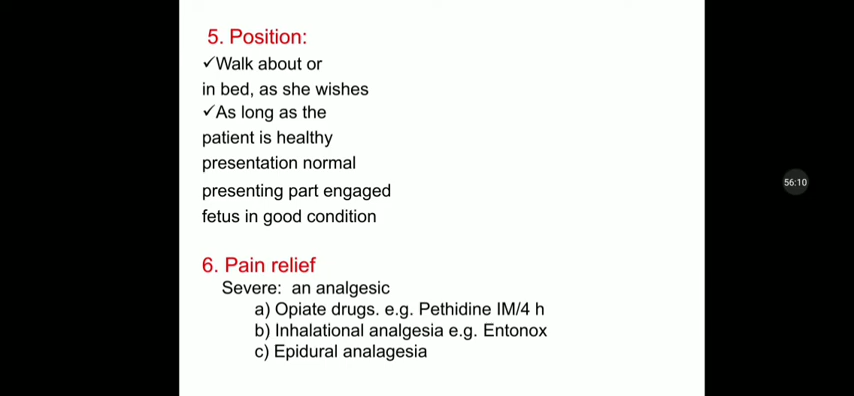 5. Position:
✓Walk about or
in bed, as she wishes
✓As long as the
patient is healthy
presentation normal
presenting part engaged
fetus in good condition
6. Pain relief
Severe: an analgesic
a) Opiate drugs. e.g. Pethidine IM/4 h
b) Inhalational analgesia e.g. Entonox
c) Epidural analagesia
56:10